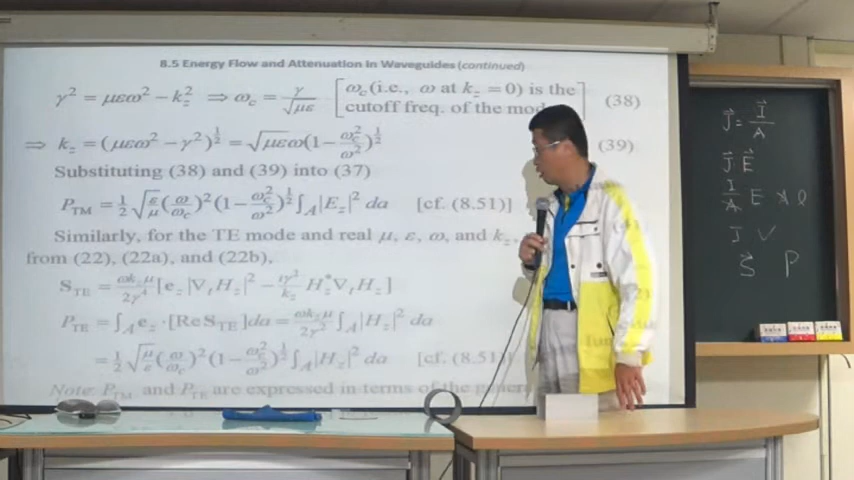 8.5 Energy Flow and Attenuation in Waveguides (continued)
γ² = μεω² − k_z² ⇒ ω_c = γ/√(με) [ω_c (i.e., ω at k_z = 0) is the cutoff freq. of the mod (38)
⇒ k_z = (μεω² − γ²)^(1/2) = √(με)ω(1 − ω_c²/ω²)^(1/2) (39)
Substituting (38) and (39) into (37)
P_TM = ½ √(ε/μ) (ω/ω_c)² (1 − ω_c²/ω²)^(1/2) ∫_A |E_z|² da [cf. (8.51)]
Similarly, for the TE mode and real μ, ε, ω, and k_z,
from (22), (22a), and (22b),
S_TE = ωk_zμ/2γ⁴ [e_z |∇_t H_z|² − iγ²/k_z H_z* ∇_t H_z]
P_TE = ∫_A e_z · [Re S_TE] da = ωk_zμ/2γ² ∫_A |H_z|² da
= ½ √(μ/ε) (ω/ω_c)² (1 − ω_c²/ω²)^(1/2) ∫_A |H_z|² da [cf. (8.51)
Note: P_TM and P_TE are expressed in terms of the gener
J⃗ = I⃗/A
J⃗ · E⃗
I/A E A ℓ
I V
S⃗ P